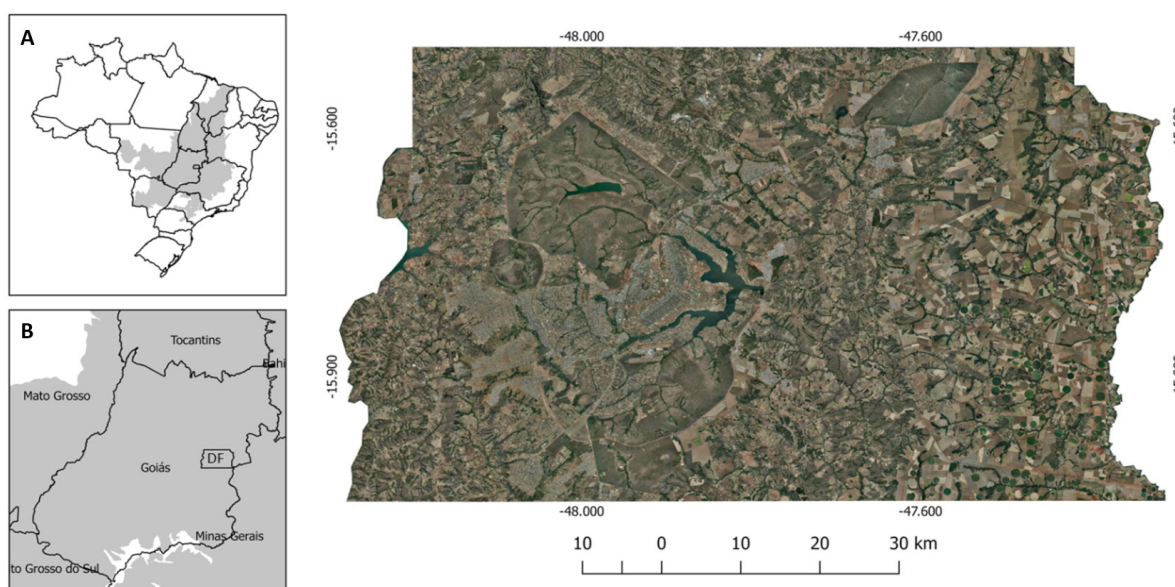 A
B
Tocantins
Bahi
Mato Grosso
Goiás
DF
Minas Gerais
to Grosso do Sul
-48.000
-47.600
-15.600
-15.900
-48.000
-47.600
10 0 10 20 30 km